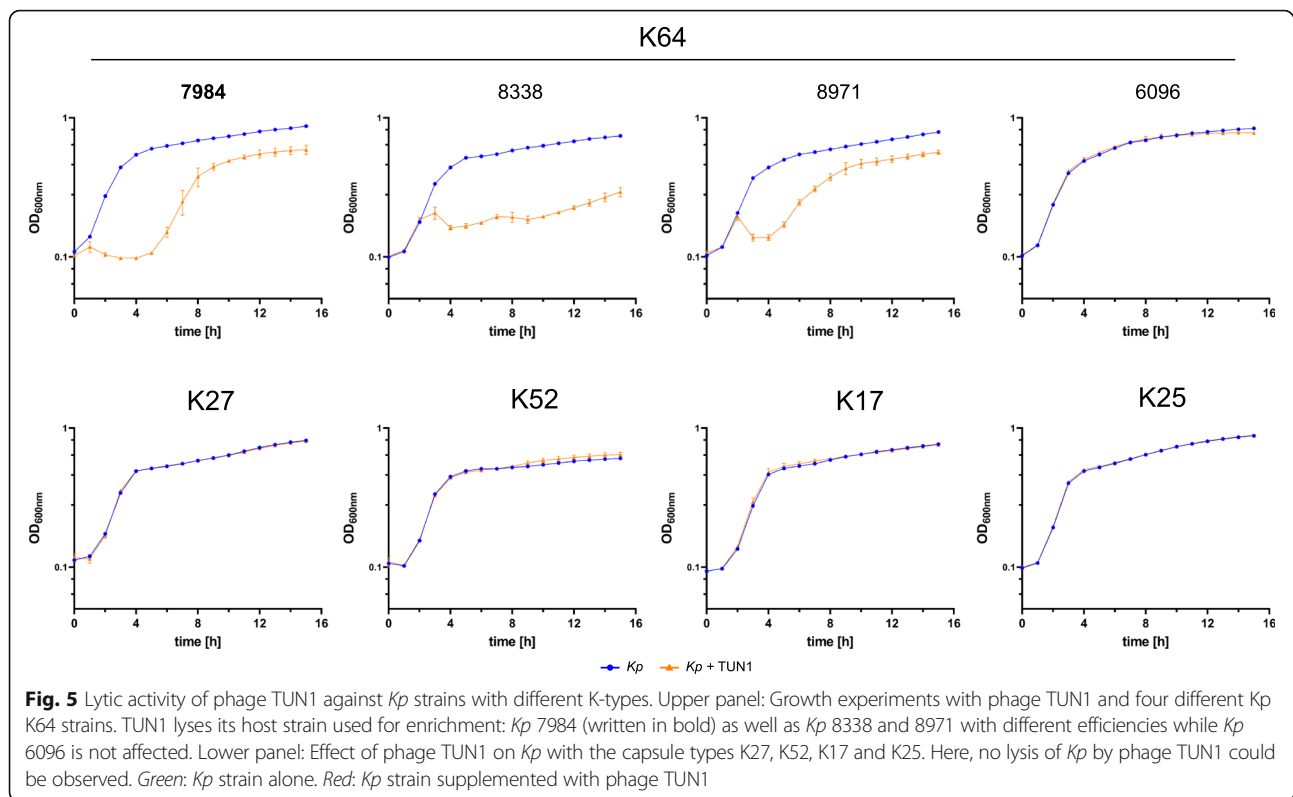 K64
7984
8338
8971
6096
1
0.1
OD600nm
0 4 8 12 16
time [h]
1
0.1
OD600nm
0 4 8 12 16
time [h]
1
0.1
OD600nm
0 4 8 12 16
time [h]
1
0.1
OD600nm
0 4 8 12 16
time [h]
K27
K52
K17
K25
1
0.1
OD600nm
0 4 8 12 16
time [h]
1
0.1
OD600nm
0 4 8 12 16
time [h]
1
0.1
OD600nm
0 4 8 12 16
time [h]
1
0.1
OD600nm
0 4 8 12 16
time [h]
Kp Kp + TUN1
Fig. 5 Lytic activity of phage TUN1 against Kp strains with different K-types. Upper panel: Growth experiments with phage TUN1 and four different Kp
K64 strains. TUN1 lyses its host strain used for enrichment: Kp 7984 (written in bold) as well as Kp 8338 and 8971 with different efficiencies while Kp
6096 is not affected. Lower panel: Effect of phage TUN1 on Kp with the capsule types K27, K52, K17 and K25. Here, no lysis of Kp by phage TUN1 could
be observed. Green: Kp strain alone. Red: Kp strain supplemented with phage TUN1